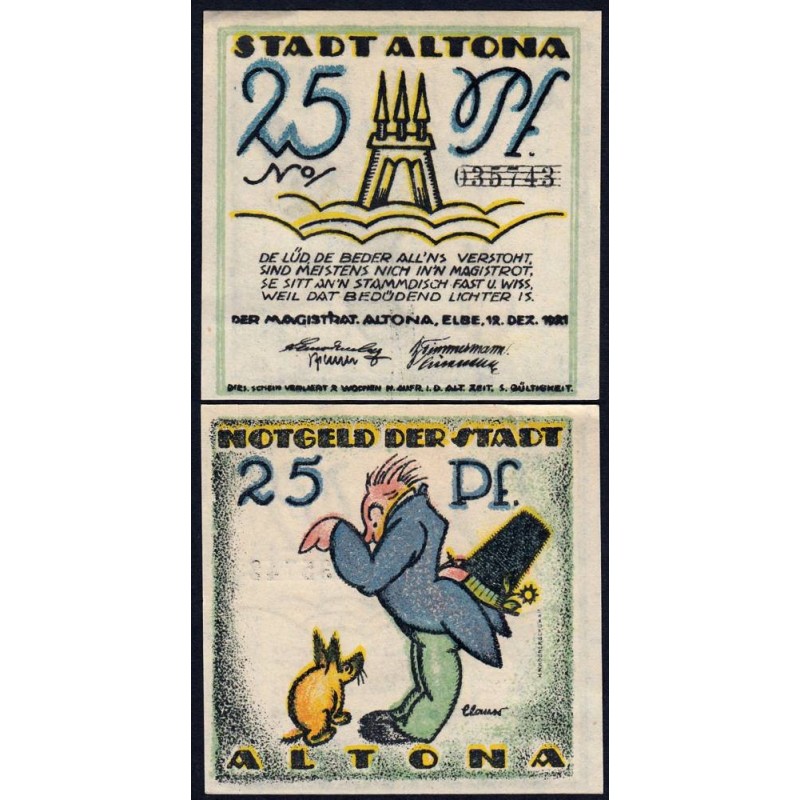 STADT ALTONA
25 Pf.
No/ 035743
DE LÜD, DE BEDER ALL'NS VERSTOHT,
SIND MEISTENS NICH IN'N MAGISTROT,
SE SITT AN'N STAMMDISCH FAST U. WISS,
WEIL DAT BEDÜDEND LICHTER IS.
DER MAGISTRAT. ALTONA, ELBE, 12. DEZ. 1921
DIES. SCHEIN VERLIERT 2 WOCHEN N. AUFR. I. D. ALT. ZEIT. S. GÜLTIGKEIT.
NOTGELD DER STADT
25 Pf.
Clauss
ALTONA